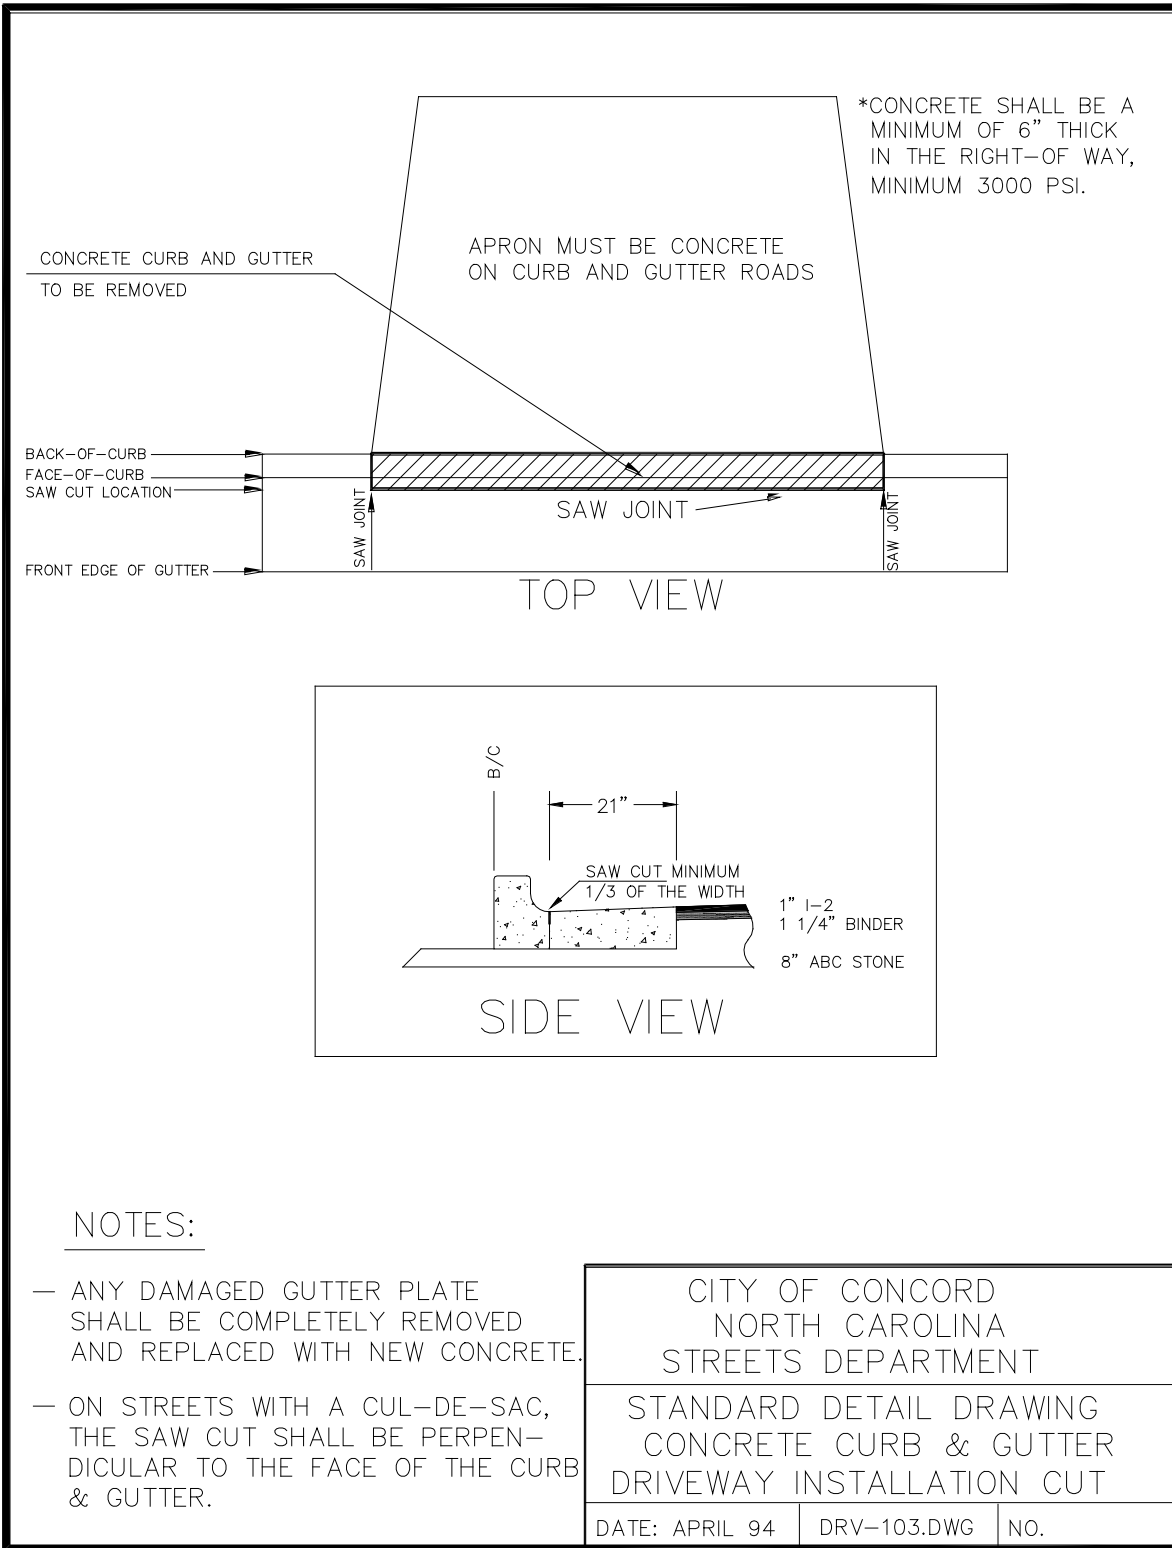 *CONCRETE SHALL BE A
MINIMUM OF 6" THICK
IN THE RIGHT-OF WAY,
MINIMUM 3000 PSI.
APRON MUST BE CONCRETE
ON CURB AND GUTTER ROADS
CONCRETE CURB AND GUTTER
TO BE REMOVED
BACK-OF-CURB
FACE-OF-CURB
SAW CUT LOCATION
FRONT EDGE OF GUTTER
SAW JOINT
SAW JOINT
SAW JOINT
TOP VIEW
B/C
21"
SAW CUT MINIMUM
1/3 OF THE WIDTH
1" I-2
1 1/4" BINDER
8" ABC STONE
SIDE VIEW
NOTES:
- ANY DAMAGED GUTTER PLATE
SHALL BE COMPLETELY REMOVED
AND REPLACED WITH NEW CONCRETE.
- ON STREETS WITH A CUL-DE-SAC,
THE SAW CUT SHALL BE PERPEN-
DICULAR TO THE FACE OF THE CURB
& GUTTER.
CITY OF CONCORD
NORTH CAROLINA
STREETS DEPARTMENT
STANDARD DETAIL DRAWING
CONCRETE CURB & GUTTER
DRIVEWAY INSTALLATION CUT
DATE: APRIL 94
DRV-103.DWG
NO.